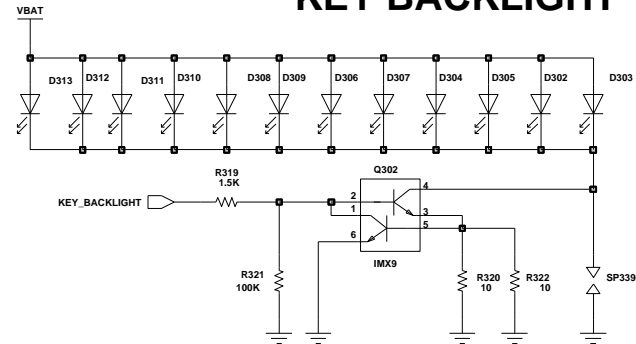 KEY BACKLIGHT
VBAT
D313 D312 D311 D310 D308 D309 D306 D307 D304 D305 D302 D303
R319
1.5K
Q302
KEY_BACKLIGHT
2
1
6
4
3
5
IMX9
R321
100K
R320
10
R322
10
SP339